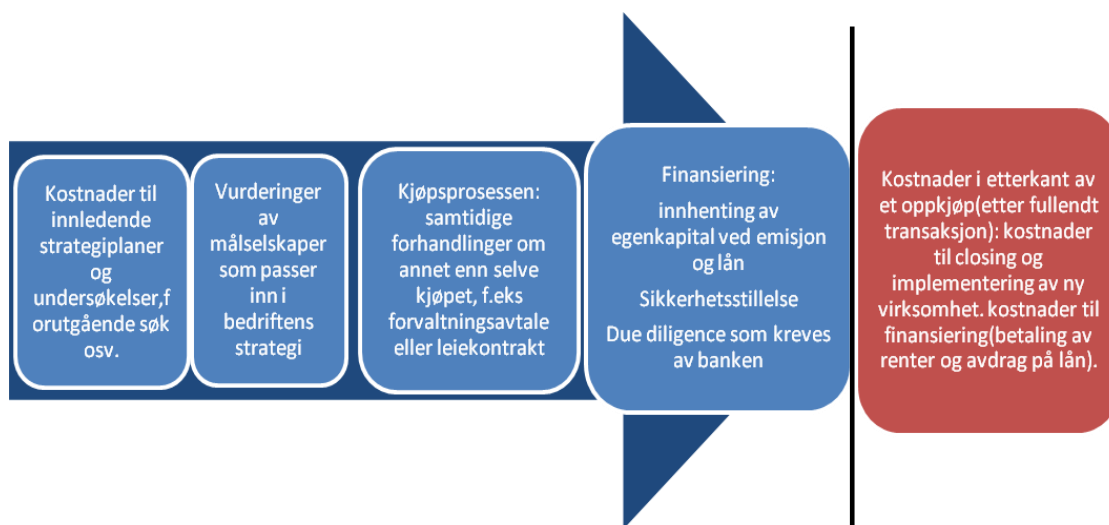 Kostnader til
innledende
strategiplaner
og
undersøkelser,f
orutgående søk
osv.
Vurderinger
av
målselskaper
som passer
inn i
bedriftens
strategi
Kjøpsprosessen:
samtidige
forhandlinger om
annet enn selve
kjøpet, f.eks
forvaltningsavtale
eller leiekontrakt
Finansiering:
innhenting av
egenkapital ved emisjon
og lån
Sikkerhetsstillelse
Due diligence som kreves
av banken
Kostnader i etterkant av
et oppkjøp(etter fullendt
transaksjon): kostnader
til closing og
implementering av ny
virksomhet. kostnader til
finansiering(betaling av
renter og avdrag på lån).